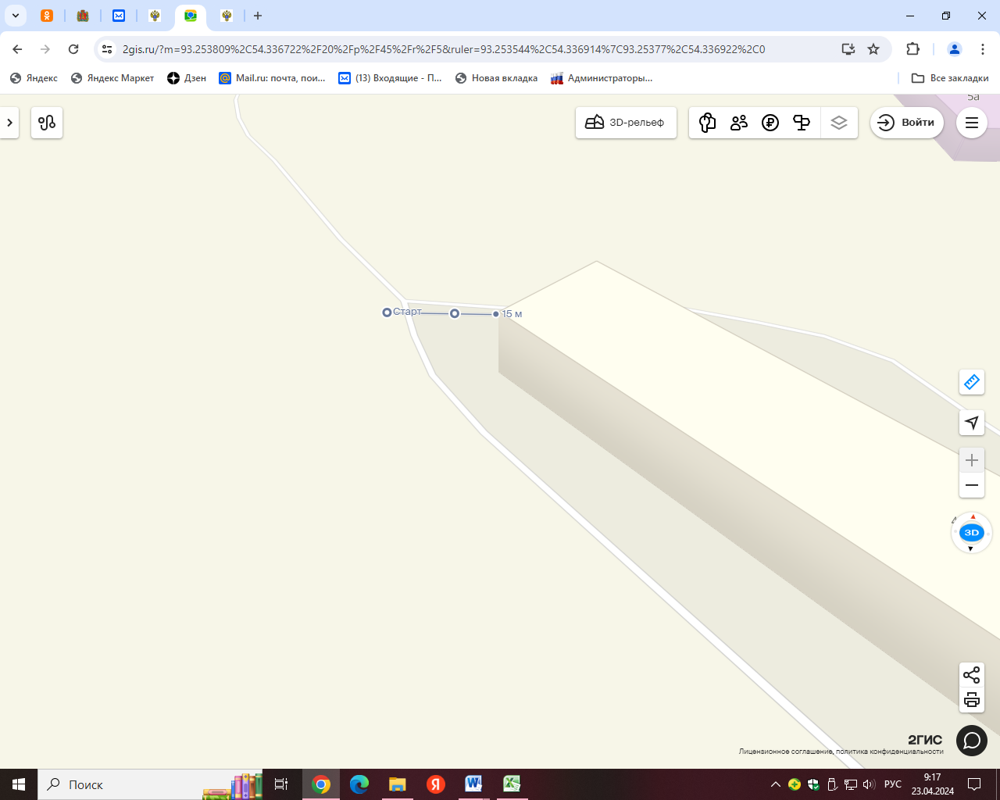 2gis.ru/?m=93.253809%2C54.336722%2F20%2Fp%2F45%2Fr%2F5&ruler=93.253544%2C54.336914%7C93.25377%2C54.336922%2C0
Яндекс
Яндекс Маркет
Дзен
Mail.ru: почта, пои...
(13) Входящие - П...
Новая вкладка
Администраторы...
Все закладки
5а
3D-рельеф
Войти
Старт
15 м
3D
2ГИС
Лицензионное соглашение, политика конфиденциальности
Поиск
РУС
9:17
23.04.2024